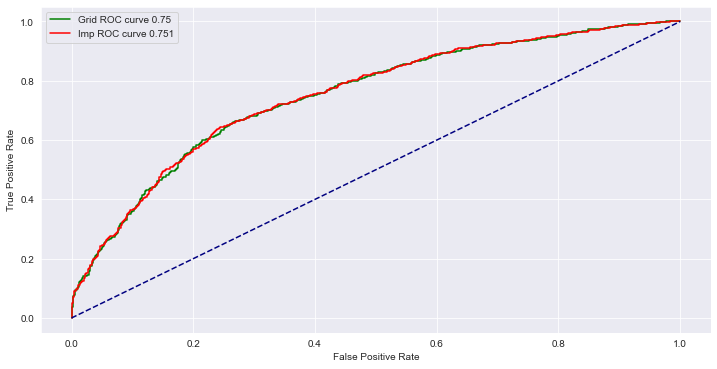 Grid ROC curve 0.75
Imp ROC curve 0.751
1.0
0.8
0.6
0.4
0.2
0.0
True Positive Rate
0.0 0.2 0.4 0.6 0.8 1.0
False Positive Rate